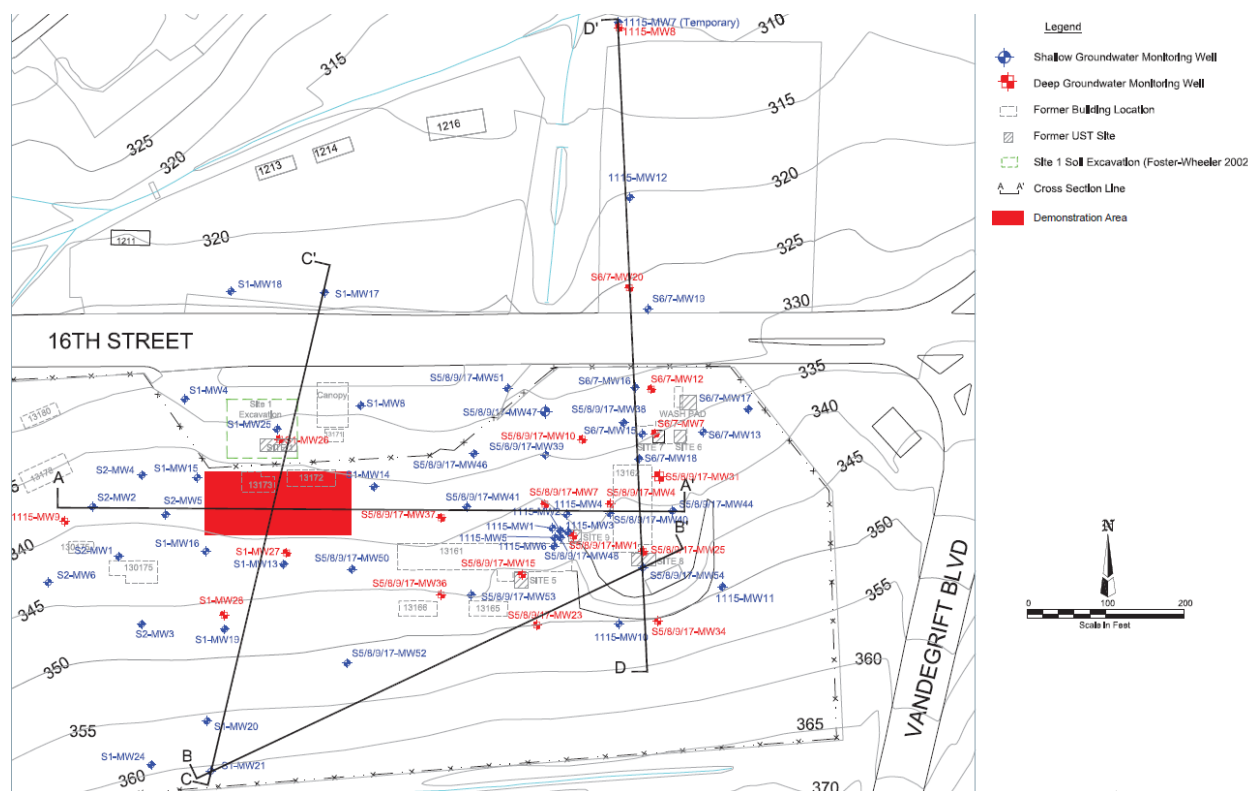 D'
1115-MW7 (Temporary)
1115-MW8
310
315
315
325
320
1216
1214
1213
1211
320
1115-MW12
320
325
C'
S1-MW18
S1-MW17
S6/7-MW20
S6/7-MW19
330
16TH STREET
335
S1-MW4
S1-MW8
Canopy
13180
Site 1
Excavation
S1-MW25
S1-MW26
13171
S5/8/9/17-MW51
S5/8/9/17-MW47
S5/8/9/17-MW38
S5/8/9/17-MW10
S5/8/9/17-MW39
S5/8/9/17-MW46
S6/7-MW16
S6/7-MW12
S6/7-MW17
WASH PAD
S6/7-MW7
S6/7-MW15
S6/7-MW13
SITE 7
SITE 6
S6/7-MW18
340
345
13178
S2-MW4
S1-MW15
S1-MW14
13173
13172
13162
S5/8/9/17-MW31
A
A'
S2-MW2
S2-MW5
1115-MW9
S5/8/9/17-MW41
S5/8/9/17-MW37
S5/8/9/17-MW7
S5/8/9/17-MW4
1115-MW4
1115-MW2
S5/8/9/17-MW44
S5/8/9/17-MW40
1115-MW1
1115-MW3
1115-MW5
SITE 9
1115-MW6
S5/8/9/17-MW1
S5/8/9/17-MW48
S5/8/9/17-MW25
SITE 8
S5/8/9/17-MW54
B'
350
340
S2-MW1
130175
S1-MW16
S1-MW27
S1-MW13
S5/8/9/17-MW50
13161
S5/8/9/17-MW15
SITE 5
S2-MW6
345
S5/8/9/17-MW36
S5/8/9/17-MW53
13166
13165
1115-MW11
355
S1-MW28
S2-MW3
S1-MW19
S5/8/9/17-MW23
1115-MW10
S5/8/9/17-MW34
350
S5/8/9/17-MW52
D
360
355
S1-MW20
365
S1-MW24
B
C
S1-MW21
360
370
VANDEGRIFT BLVD
Legend
Shallow Groundwater Monitoring Well
Deep Groundwater Monitoring Well
Former Building Location
Former UST Site
Site 1 Soil Excavation (Foster-Wheeler 2002
A A' Cross Section Line
Demonstration Area
N
0 100 200
Scale In Feet